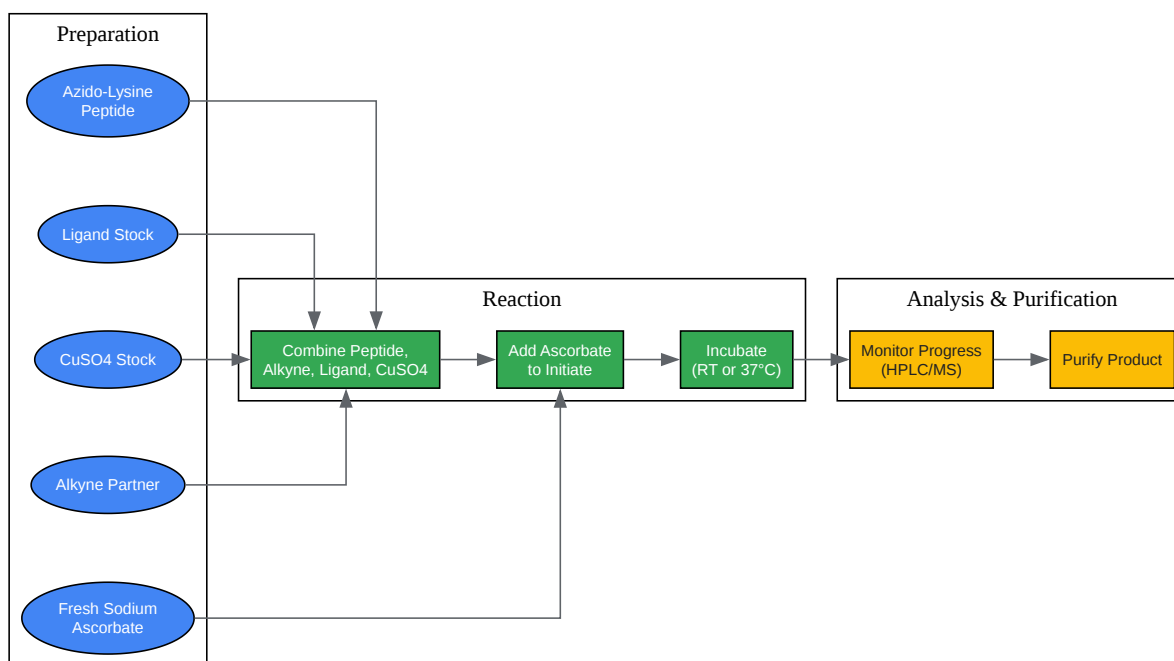 Preparation
Azido-Lysine
Peptide
Ligand Stock
CuSO4 Stock
Alkyne Partner
Fresh Sodium
Ascorbate
Reaction
Combine Peptide,
Alkyne, Ligand, CuSO4
Add Ascorbate
to Initiate
Incubate
(RT or 37°C)
Analysis & Purification
Monitor Progress
(HPLC/MS)
Purify Product